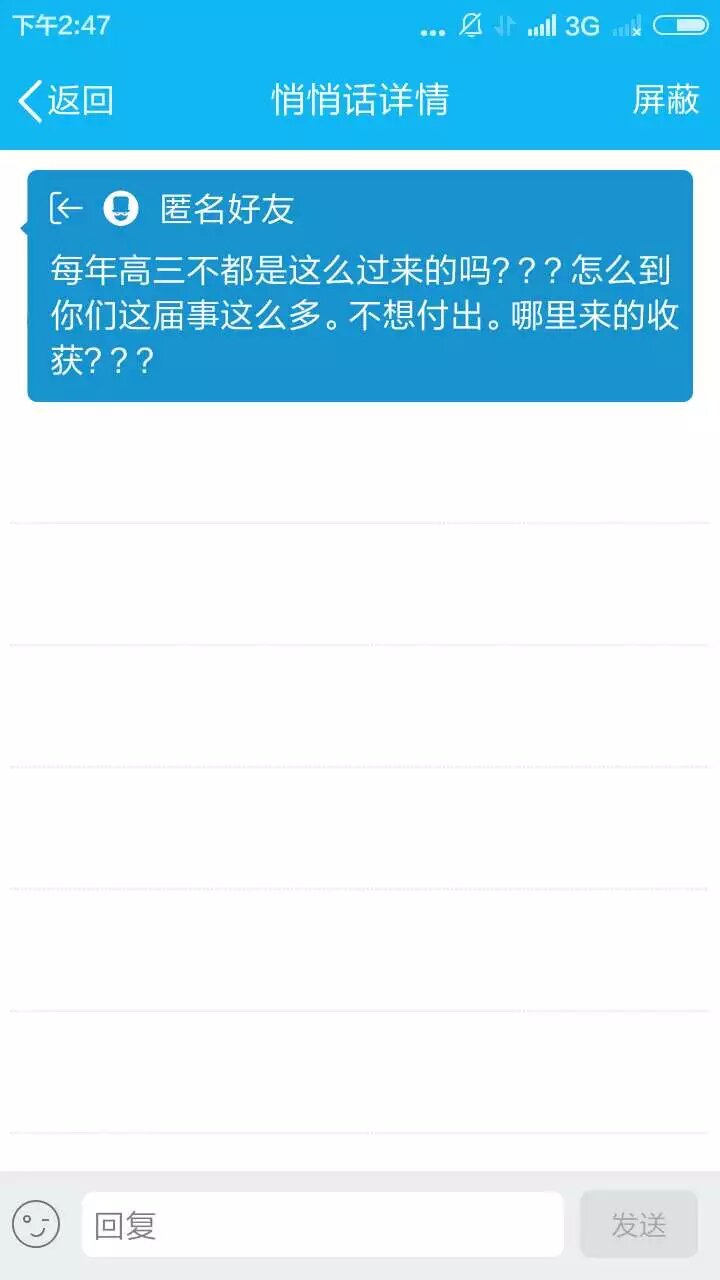 下午2:47
... 3G
返回
悄悄话详情
屏蔽
匿名好友
每年高三不都是这么过来的吗？？？怎么到
你们这届事这么多。不想付出。哪里来的收
获？？？
回复
发送